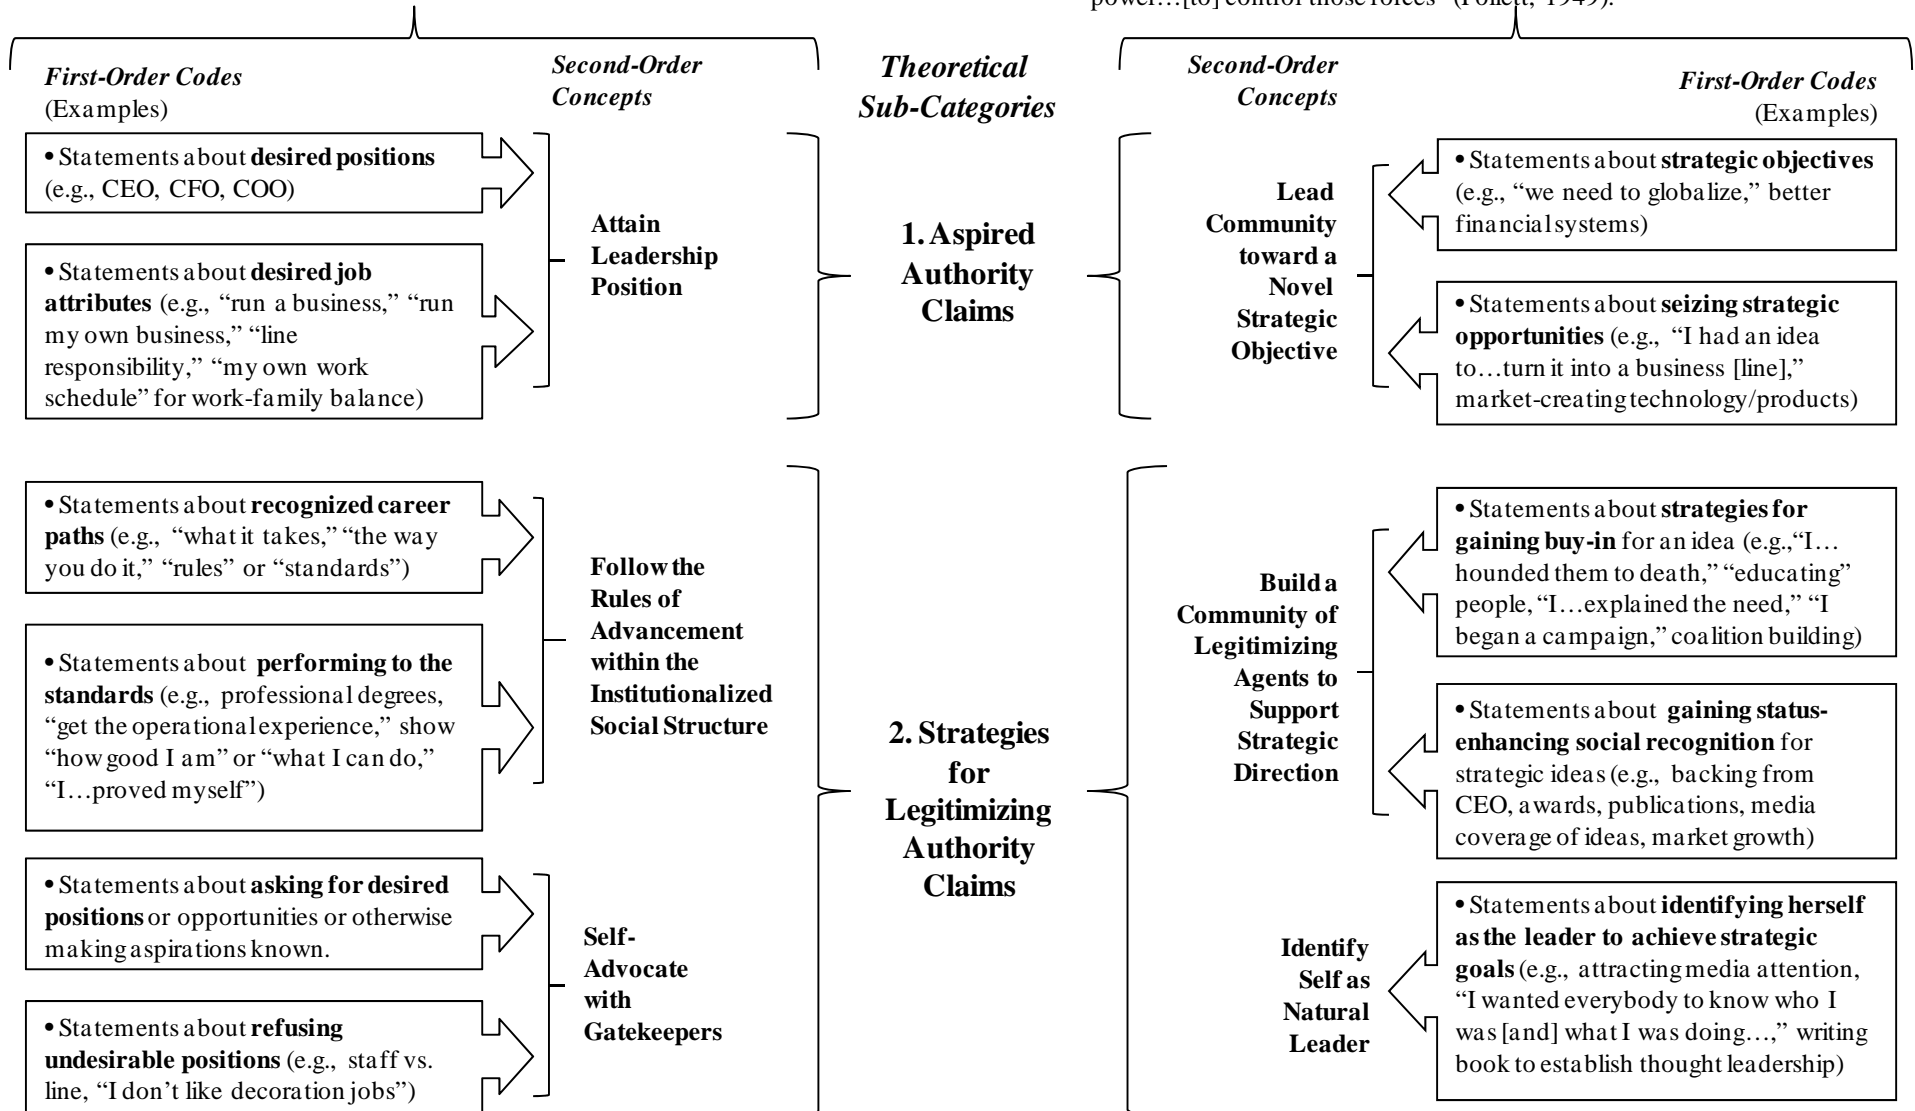 power…[to] control those forces” (Follett, 1949).
First-Order Codes
(Examples)
Second-Order
Concepts
Theoretical
Sub-Categories
Second-Order
Concepts
First-Order Codes
(Examples)
• Statements about desired positions
(e.g., CEO, CFO, COO)
• Statements about desired job
attributes (e.g., “run a business,” “run
my own business,” “line
responsibility,” “my own work
schedule” for work-family balance)
Attain
Leadership
Position
1. Aspired
Authority
Claims
Lead
Community
toward a
Novel
Strategic
Objective
• Statements about strategic objectives
(e.g., “we need to globalize,” better
financial systems)
• Statements about seizing strategic
opportunities (e.g., “I had an idea
to…turn it into a business [line],”
market-creating technology/products)
• Statements about recognized career
paths (e.g., “what it takes,” “the way
you do it,” “rules” or “standards”)
• Statements about performing to the
standards (e.g., professional degrees,
“get the operational experience,” show
“how good I am” or “what I can do,”
“I…proved myself”)
Follow the
Rules of
Advancement
within the
Institutionalized
Social Structure
• Statements about asking for desired
positions or opportunities or otherwise
making aspirations known.
• Statements about refusing
undesirable positions (e.g., staff vs.
line, “I don’t like decoration jobs”)
Self-
Advocate
with
Gatekeepers
2. Strategies
for
Legitimizing
Authority
Claims
Build a
Community of
Legitimizing
Agents to
Support
Strategic
Direction
• Statements about strategies for
gaining buy-in for an idea (e.g.,“I…
hounded them to death,” “educating”
people, “I…explained the need,” “I
began a campaign,” coalition building)
• Statements about gaining status-
enhancing social recognition for
strategic ideas (e.g., backing from
CEO, awards, publications, media
coverage of ideas, market growth)
Identify
Self as
Natural
Leader
• Statements about identifying herself
as the leader to achieve strategic
goals (e.g., attracting media attention,
“I wanted everybody to know who I
was [and] what I was doing…,” writing
book to establish thought leadership)